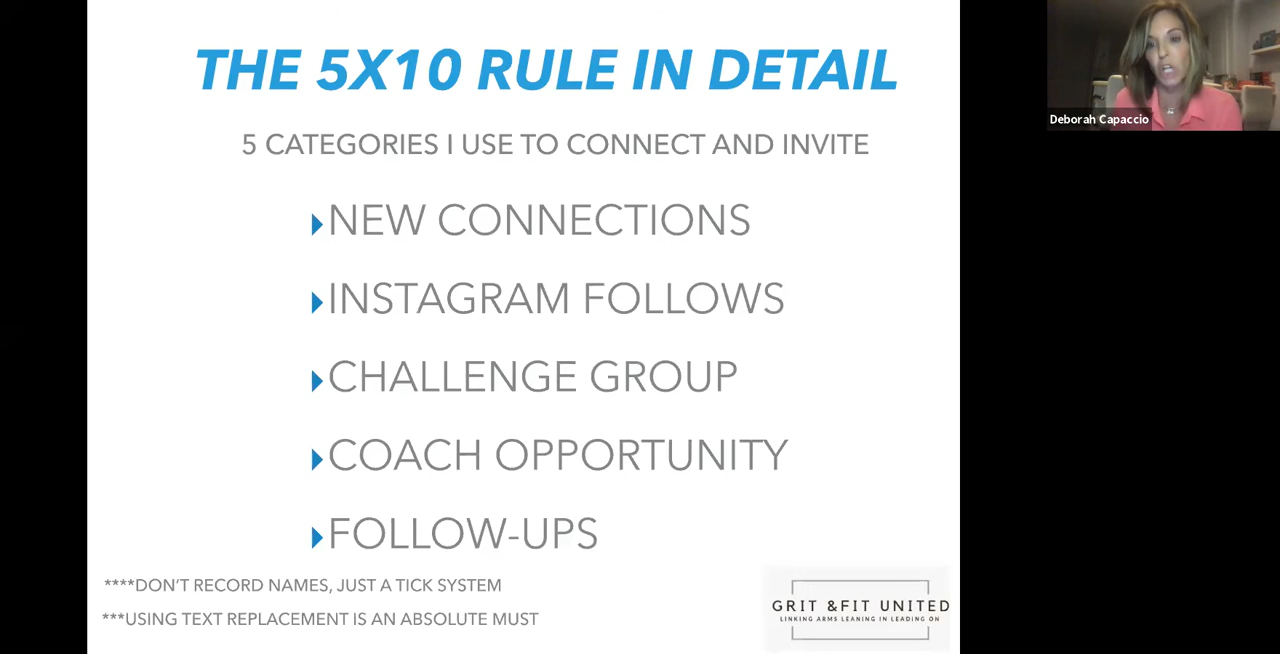 THE 5X10 RULE IN DETAIL
5 CATEGORIES I USE TO CONNECT AND INVITE
NEW CONNECTIONS
INSTAGRAM FOLLOWS
CHALLENGE GROUP
COACH OPPORTUNITY
FOLLOW-UPS
****DON'T RECORD NAMES, JUST A TICK SYSTEM
***USING TEXT REPLACEMENT IS AN ABSOLUTE MUST
GRIT &FIT UNITED
LINKING ARMS LEANING IN LEADING ON
Deborah Capaccio